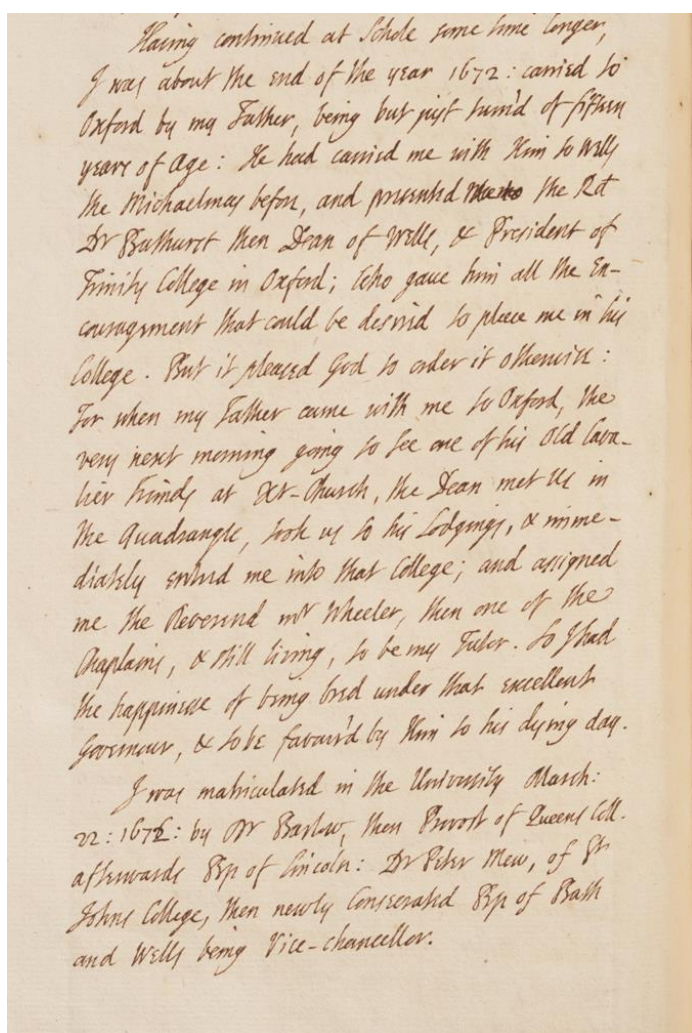 Having continued at Schole some time longer,
I was about the end of the year 1672: carried to
Oxford by my Father, being but just turn'd of fifteen
years of Age: He had carried me with Him to Wells
the Michaelmas before, and presented me to the Rd
Dr Bathurst then Dean of Wells, & President of
Trinity College in Oxford; who gave him all the En-
couragement that could be desired to place me in his
College. But it pleased God to order it otherwise:
For when my Father came with me to Oxford, the
very next morning going to see one of his Old Cava-
lier Friends at Xt-Church, the Dean met Us in
the Quadrangle, took us to his Lodgings, & imme-
diately entred me into that College; and assigned
me the Reverend mr Wheeler, then one of the
Chaplains, & still living, to be my Tutor. So I had
the happinesse of being bred under that excellent
Governour, & to be favour'd by Him to his dying day.
I was matriculated in the University March:
22: 167 : by Dr Barlow, then Provost of Queens Coll.
afterwards Bp of Lincoln: Dr Peter Mew, of St
Johns College, then newly Consecrated Bp of Bath
and Wells being Vice-chancellor.